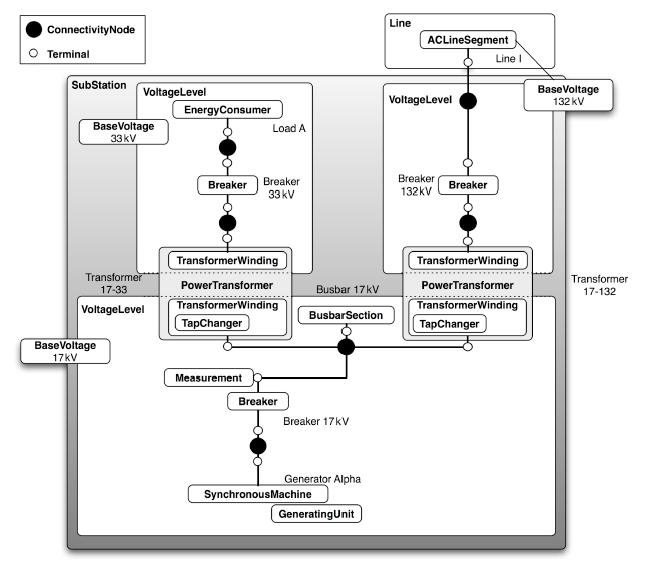 ConnectivityNode
Terminal
Line
ACLineSegment
Line I
SubStation
VoltageLevel
EnergyConsumer
Load A
BaseVoltage
33 kV
Breaker
Breaker
33 kV
TransformerWinding
VoltageLevel
BaseVoltage
132 kV
Breaker
132 kV
Breaker
TransformerWinding
Transformer
17-33
PowerTransformer
Busbar 17 kV
PowerTransformer
Transformer
17-132
VoltageLevel
TransformerWinding
TapChanger
BusbarSection
TransformerWinding
TapChanger
BaseVoltage
17 kV
Measurement
Breaker
Breaker 17 kV
Generator Alpha
SynchronousMachine
GeneratingUnit